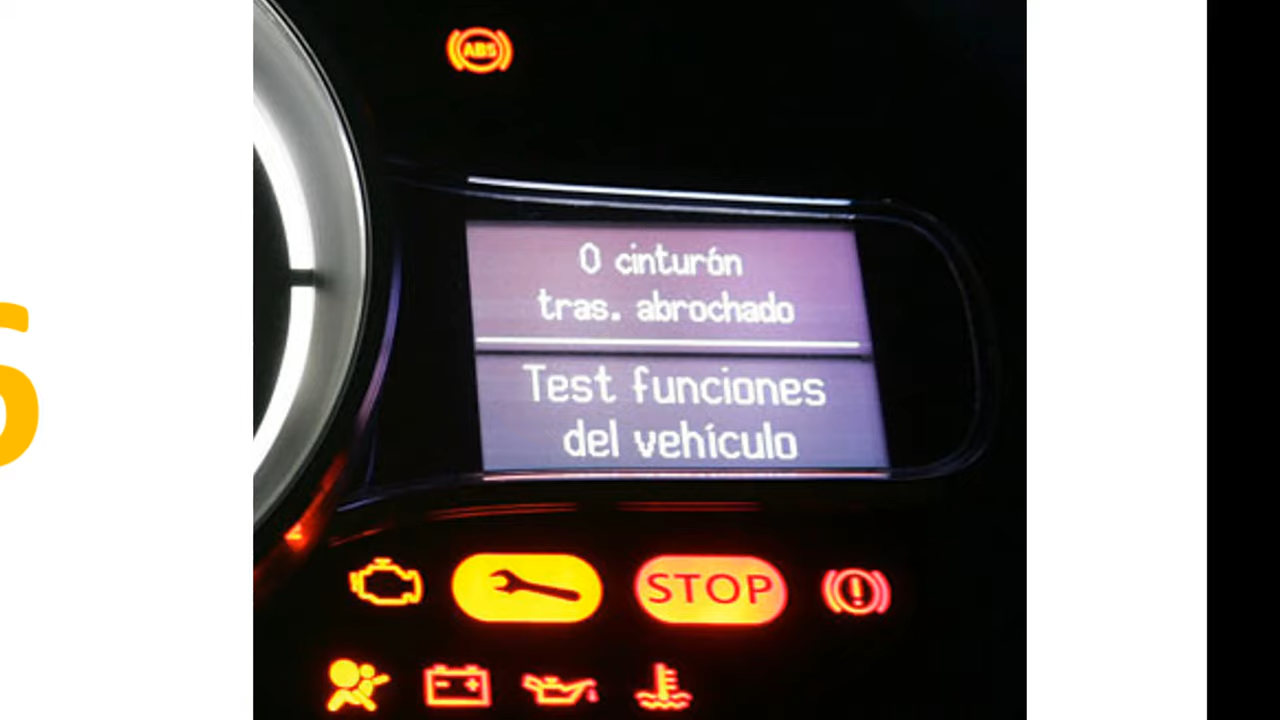 ABS
0 cinturón
tras. abrochado
Test funciones
del vehículo
STOP